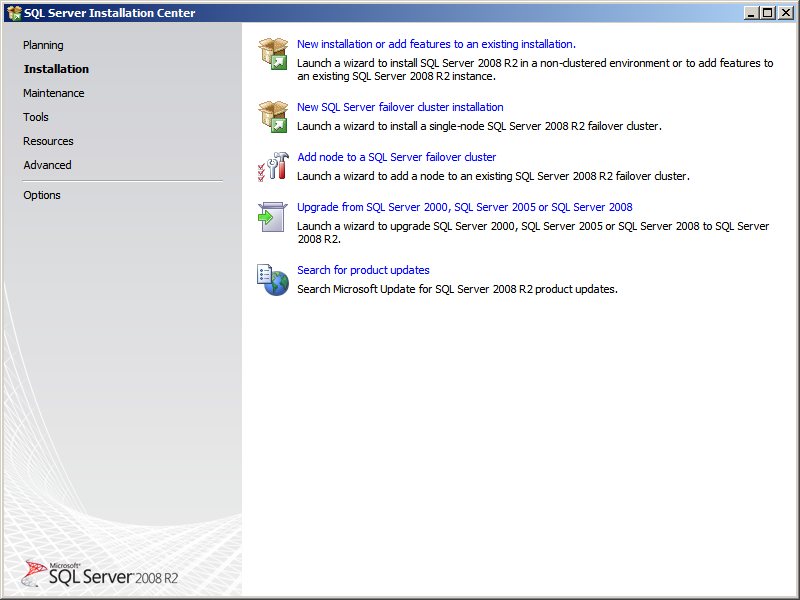 SQL Server Installation Center
Planning
Installation
Maintenance
Tools
Resources
Advanced
Options
New installation or add features to an existing installation.
Launch a wizard to install SQL Server 2008 R2 in a non-clustered environment or to add features to
an existing SQL Server 2008 R2 instance.
New SQL Server failover cluster installation
Launch a wizard to install a single-node SQL Server 2008 R2 failover cluster.
Add node to a SQL Server failover cluster
Launch a wizard to add a node to an existing SQL Server 2008 R2 failover cluster.
Upgrade from SQL Server 2000, SQL Server 2005 or SQL Server 2008
Launch a wizard to upgrade SQL Server 2000, SQL Server 2005 or SQL Server 2008 to SQL Server
2008 R2.
Search for product updates
Search Microsoft Update for SQL Server 2008 R2 product updates.
Microsoft®
SQL Server 2008 R2